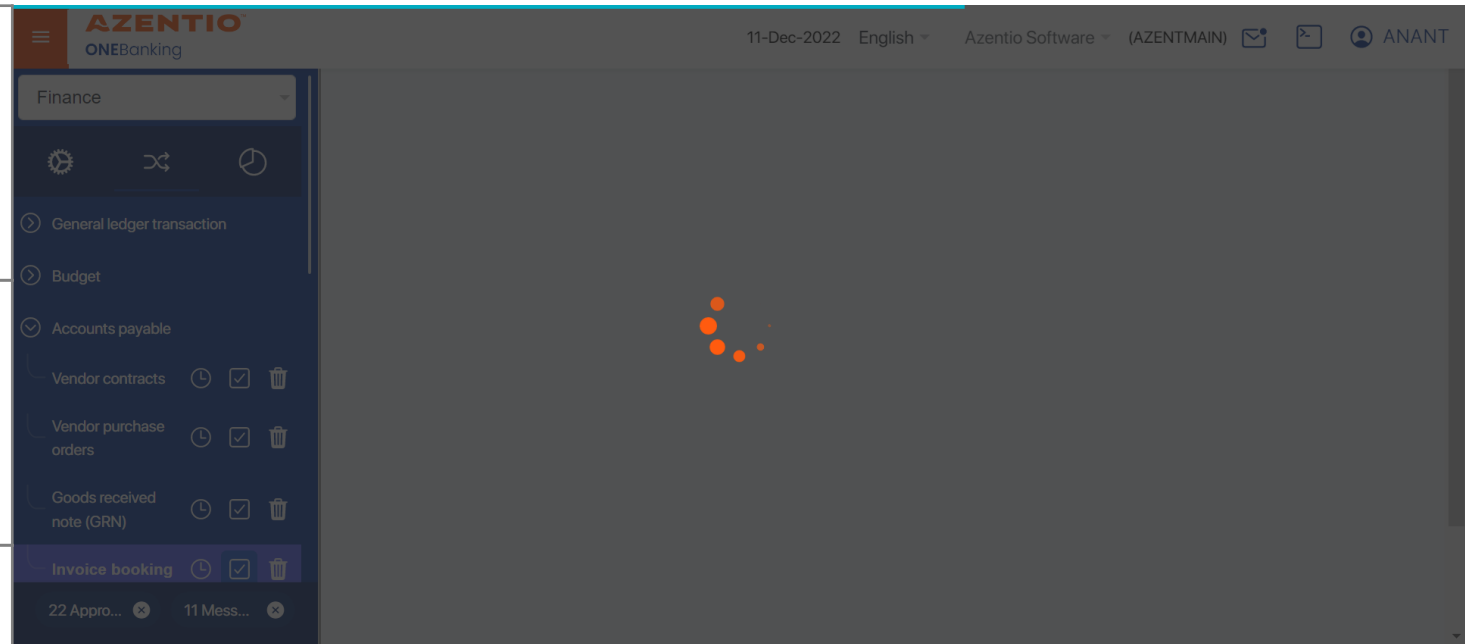 AZENTIO
ONEBanking
11-Dec-2022 English Azentio Software (AZENTMAIN) ANANT
Finance
General ledger transaction
Budget
Accounts payable
Vendor contracts
Vendor purchase
orders
Goods received
note (GRN)
Invoice booking
22 Appro... 11 Mess...